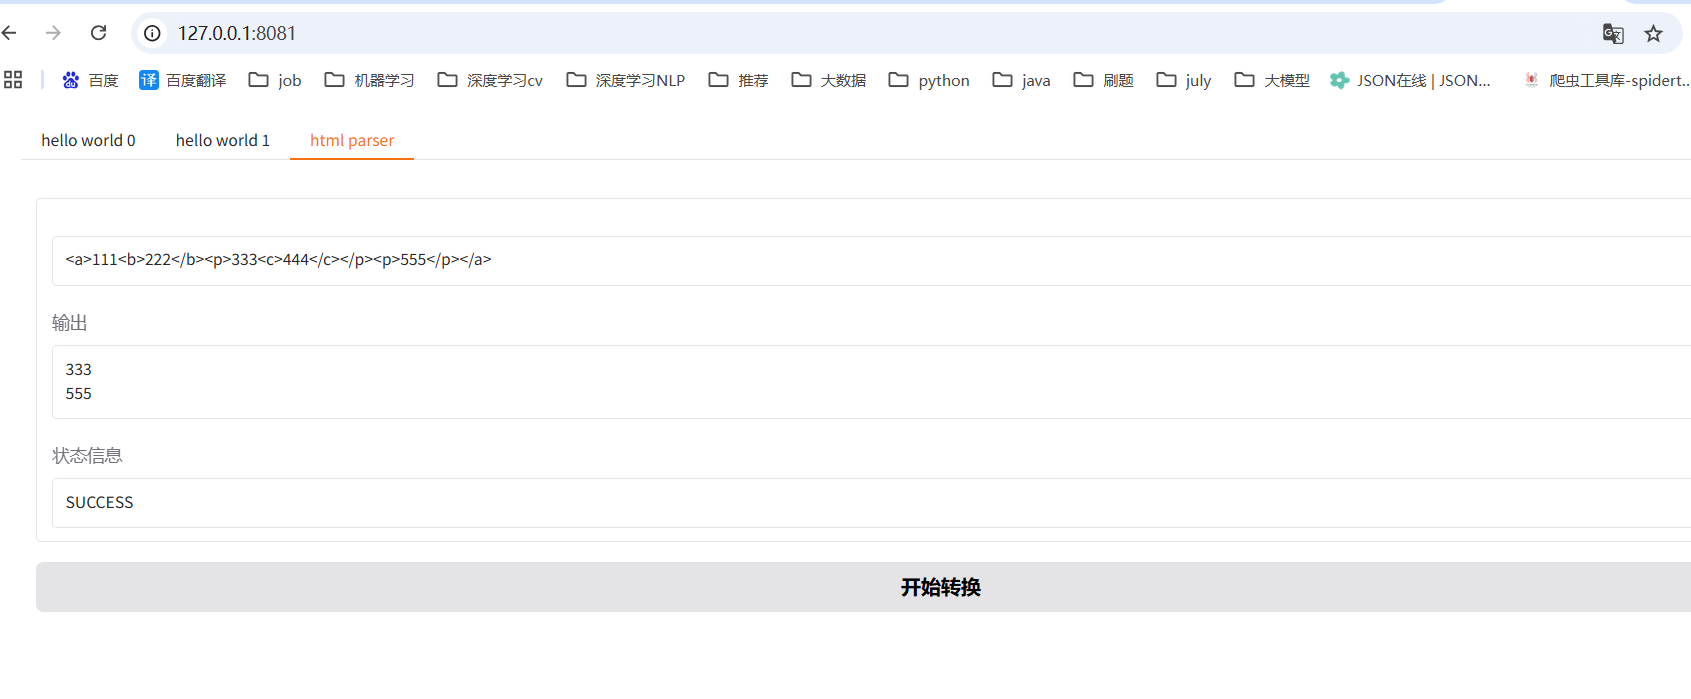 127.0.0.1:8081
百度 译 百度翻译 job 机器学习 深度学习cv 深度学习NLP 推荐 大数据 python java 刷题 july 大模型 JSON在线 | JSON... 爬虫工具库-spidert...
hello world 0 hello world 1 html parser
<a>111<b>222</b><p>333<c>444</c></p><p>555</p></a>
输出
333
555
状态信息
SUCCESS
开始转换